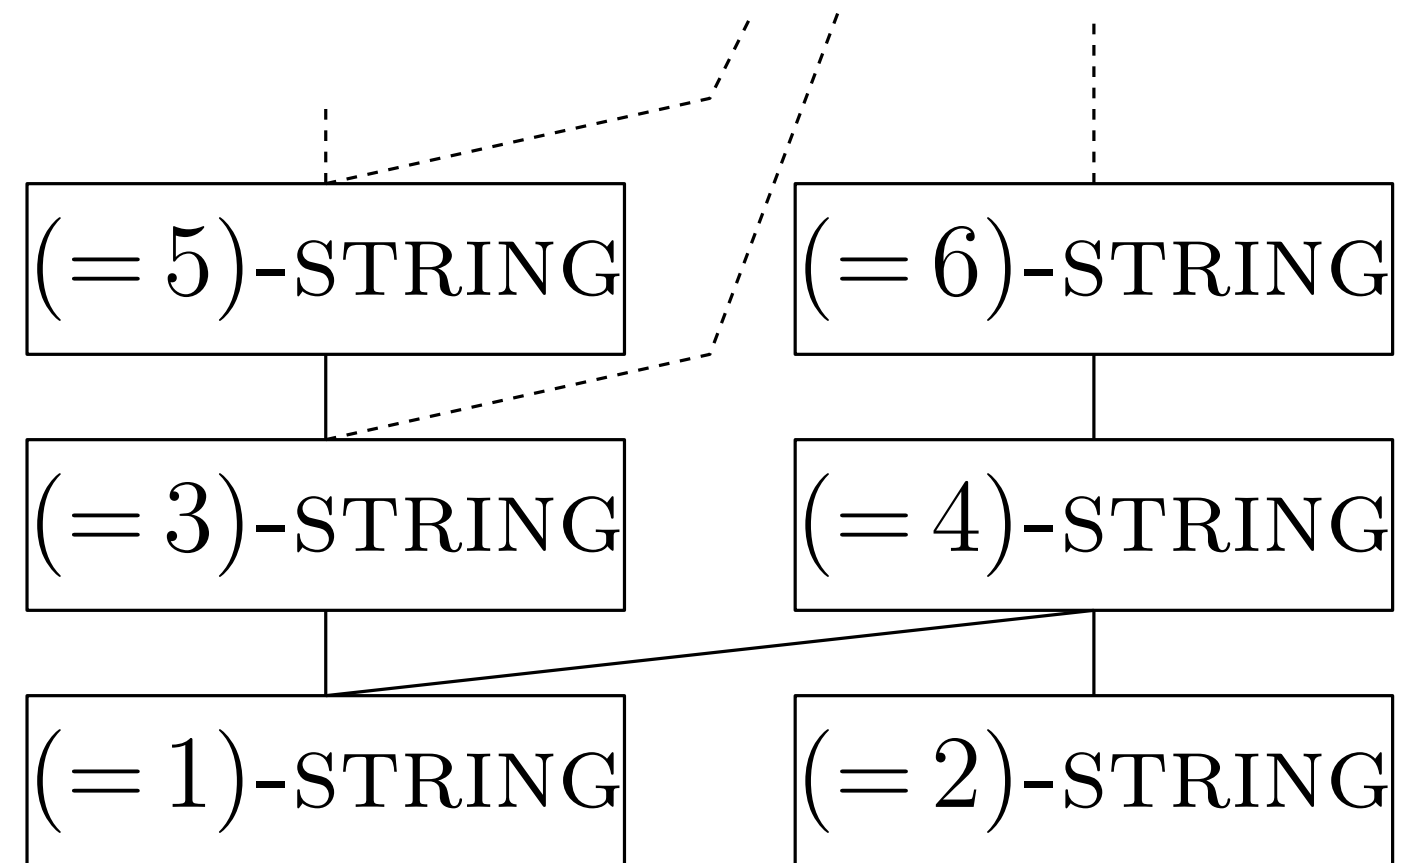 (= 5)-STRING (= 6)-STRING
(= 3)-STRING (= 4)-STRING
(= 1)-STRING (= 2)-STRING